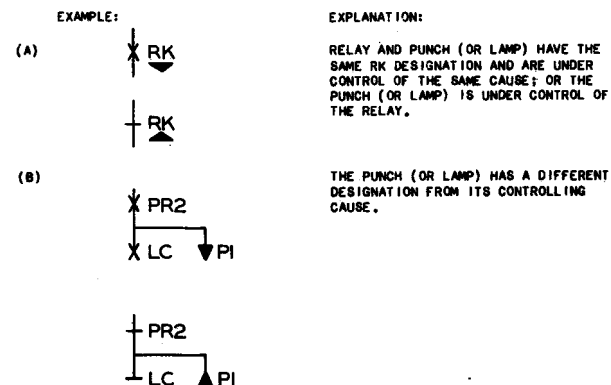 EXAMPLE: EXPLANATION:
(A) RK RELAY AND PUNCH (OR LAMP) HAVE THE
SAME RK DESIGNATION AND ARE UNDER
CONTROL OF THE SAME CAUSE; OR THE
PUNCH (OR LAMP) IS UNDER CONTROL OF
THE RELAY.
RK
(B) THE PUNCH (OR LAMP) HAS A DIFFERENT
DESIGNATION FROM ITS CONTROLLING
CAUSE.
PR2
LC PI
PR2
LC PI